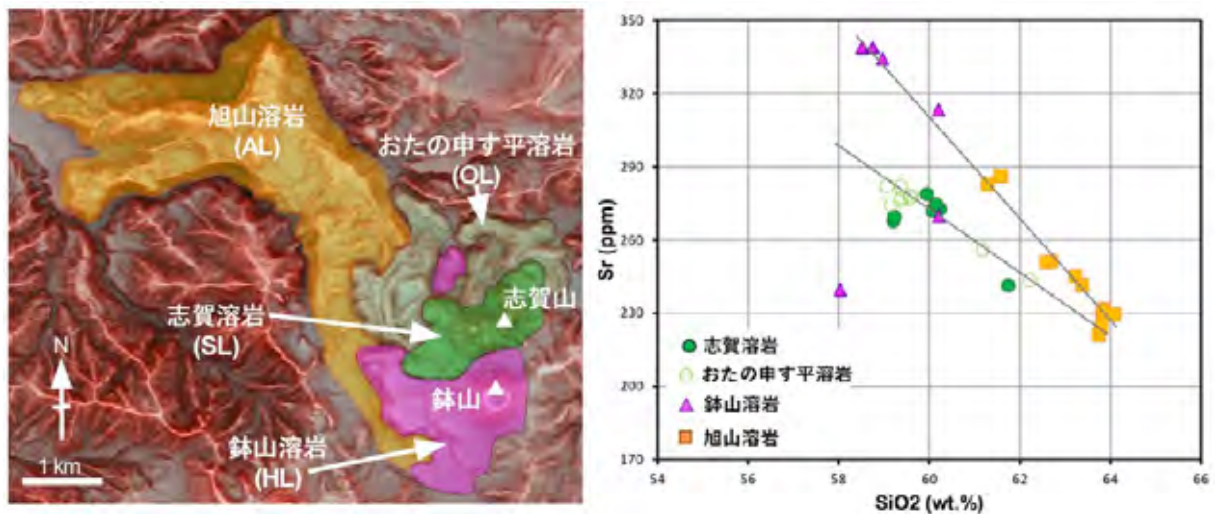 旭山溶岩
(AL)
おたの申す平溶岩
(OL)
志賀山
志賀溶岩
(SL)
N
鉢山
鉢山溶岩
(HL)
1 km
Sr (ppm)
350
320
290
260
230
200
170
54
56
58
60
62
64
66
SiO2 (wt.%)
志賀溶岩
おたの申す平溶岩
鉢山溶岩
旭山溶岩